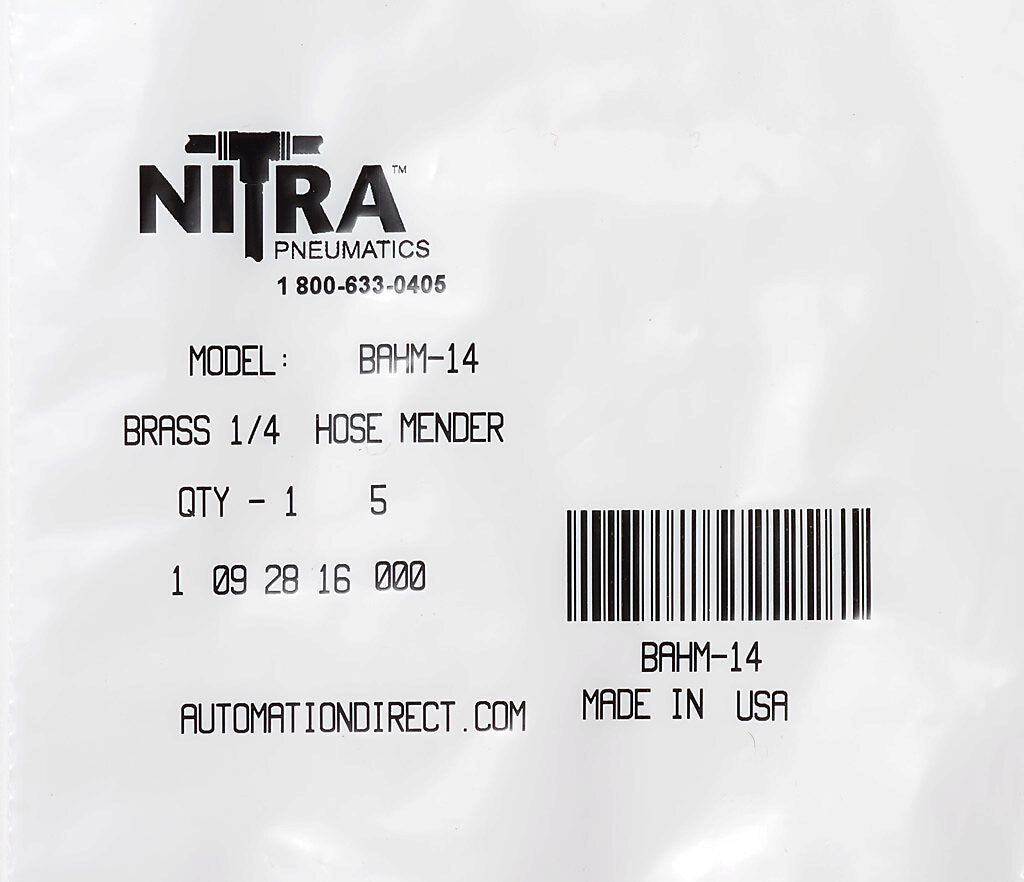 NITRA™
PNEUMATICS
1 800-633-0405
MODEL: BAHM-14
BRASS 1/4 HOSE MENDER
QTY - 1 5
1 09 28 16 000
BAHM-14
MADE IN USA
AUTOMATIONDIRECT.COM